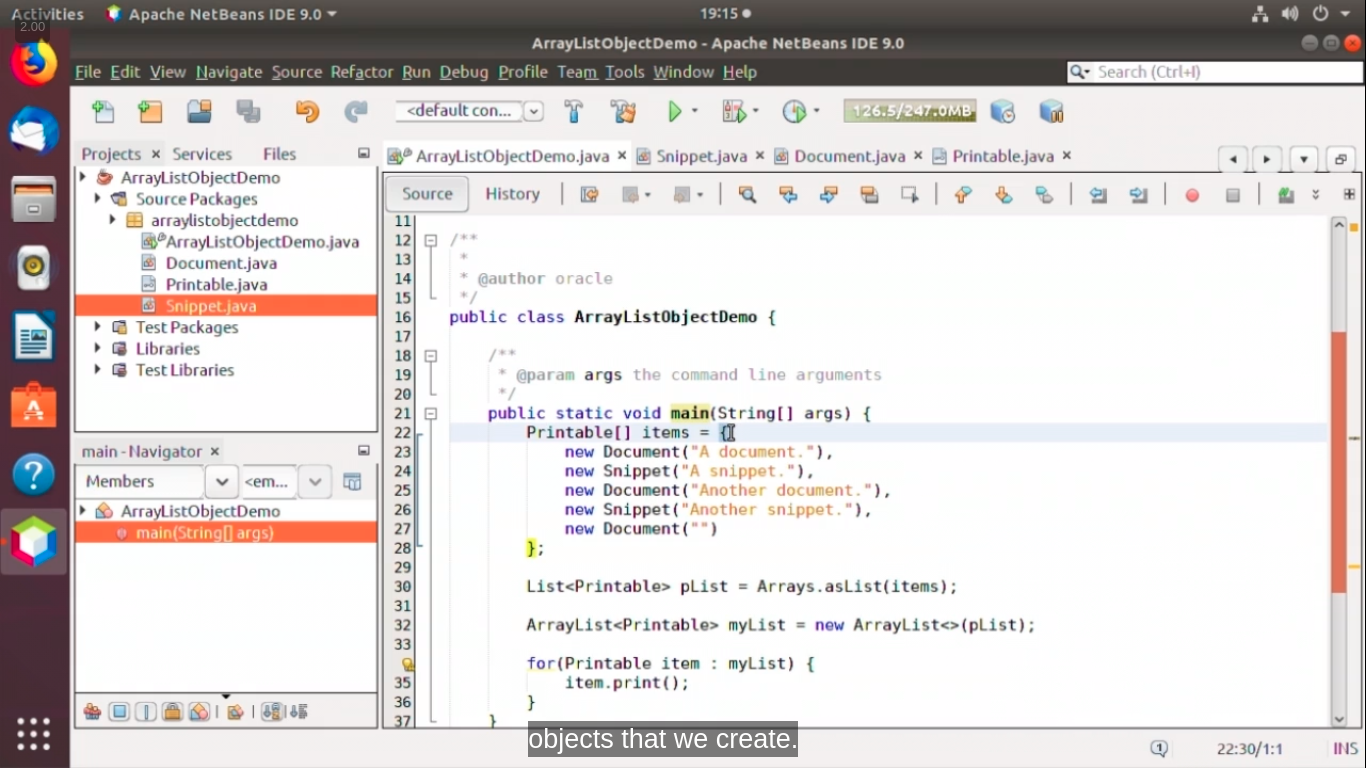 Activities Apache NetBeans IDE 9.0 19:15
2.00
ArrayListObjectDemo - Apache NetBeans IDE 9.0
File Edit View Navigate Source Refactor Run Debug Profile Team Tools Window Help Search (Ctrl+I)
<default con... 126.5/247.0MB
Projects Services Files
ArrayListObjectDemo
Source Packages
arraylistobjectdemo
ArrayListObjectDemo.java
Document.java
Printable.java
Snippet.java
Test Packages
Libraries
Test Libraries
main - Navigator
Members <em...
ArrayListObjectDemo
main(String[] args)
ArrayListObjectDemo.java Snippet.java Document.java Printable.java
Source History
11
12 /**
13 *
14 * @author oracle
15 */
16 public class ArrayListObjectDemo {
17
18 /**
19 * @param args the command line arguments
20 */
21 public static void main(String[] args) {
22 Printable[] items = {
23 new Document("A document."),
24 new Snippet("A snippet."),
25 new Document("Another document."),
26 new Snippet("Another snippet."),
27 new Document("")
28 };
29
30 List<Printable> pList = Arrays.asList(items);
31
32 ArrayList<Printable> myList = new ArrayList<>(pList);
33
for(Printable item : myList) {
35 item.print();
36 }
37 }
objects that we create.
1 22:30/1:1 INS